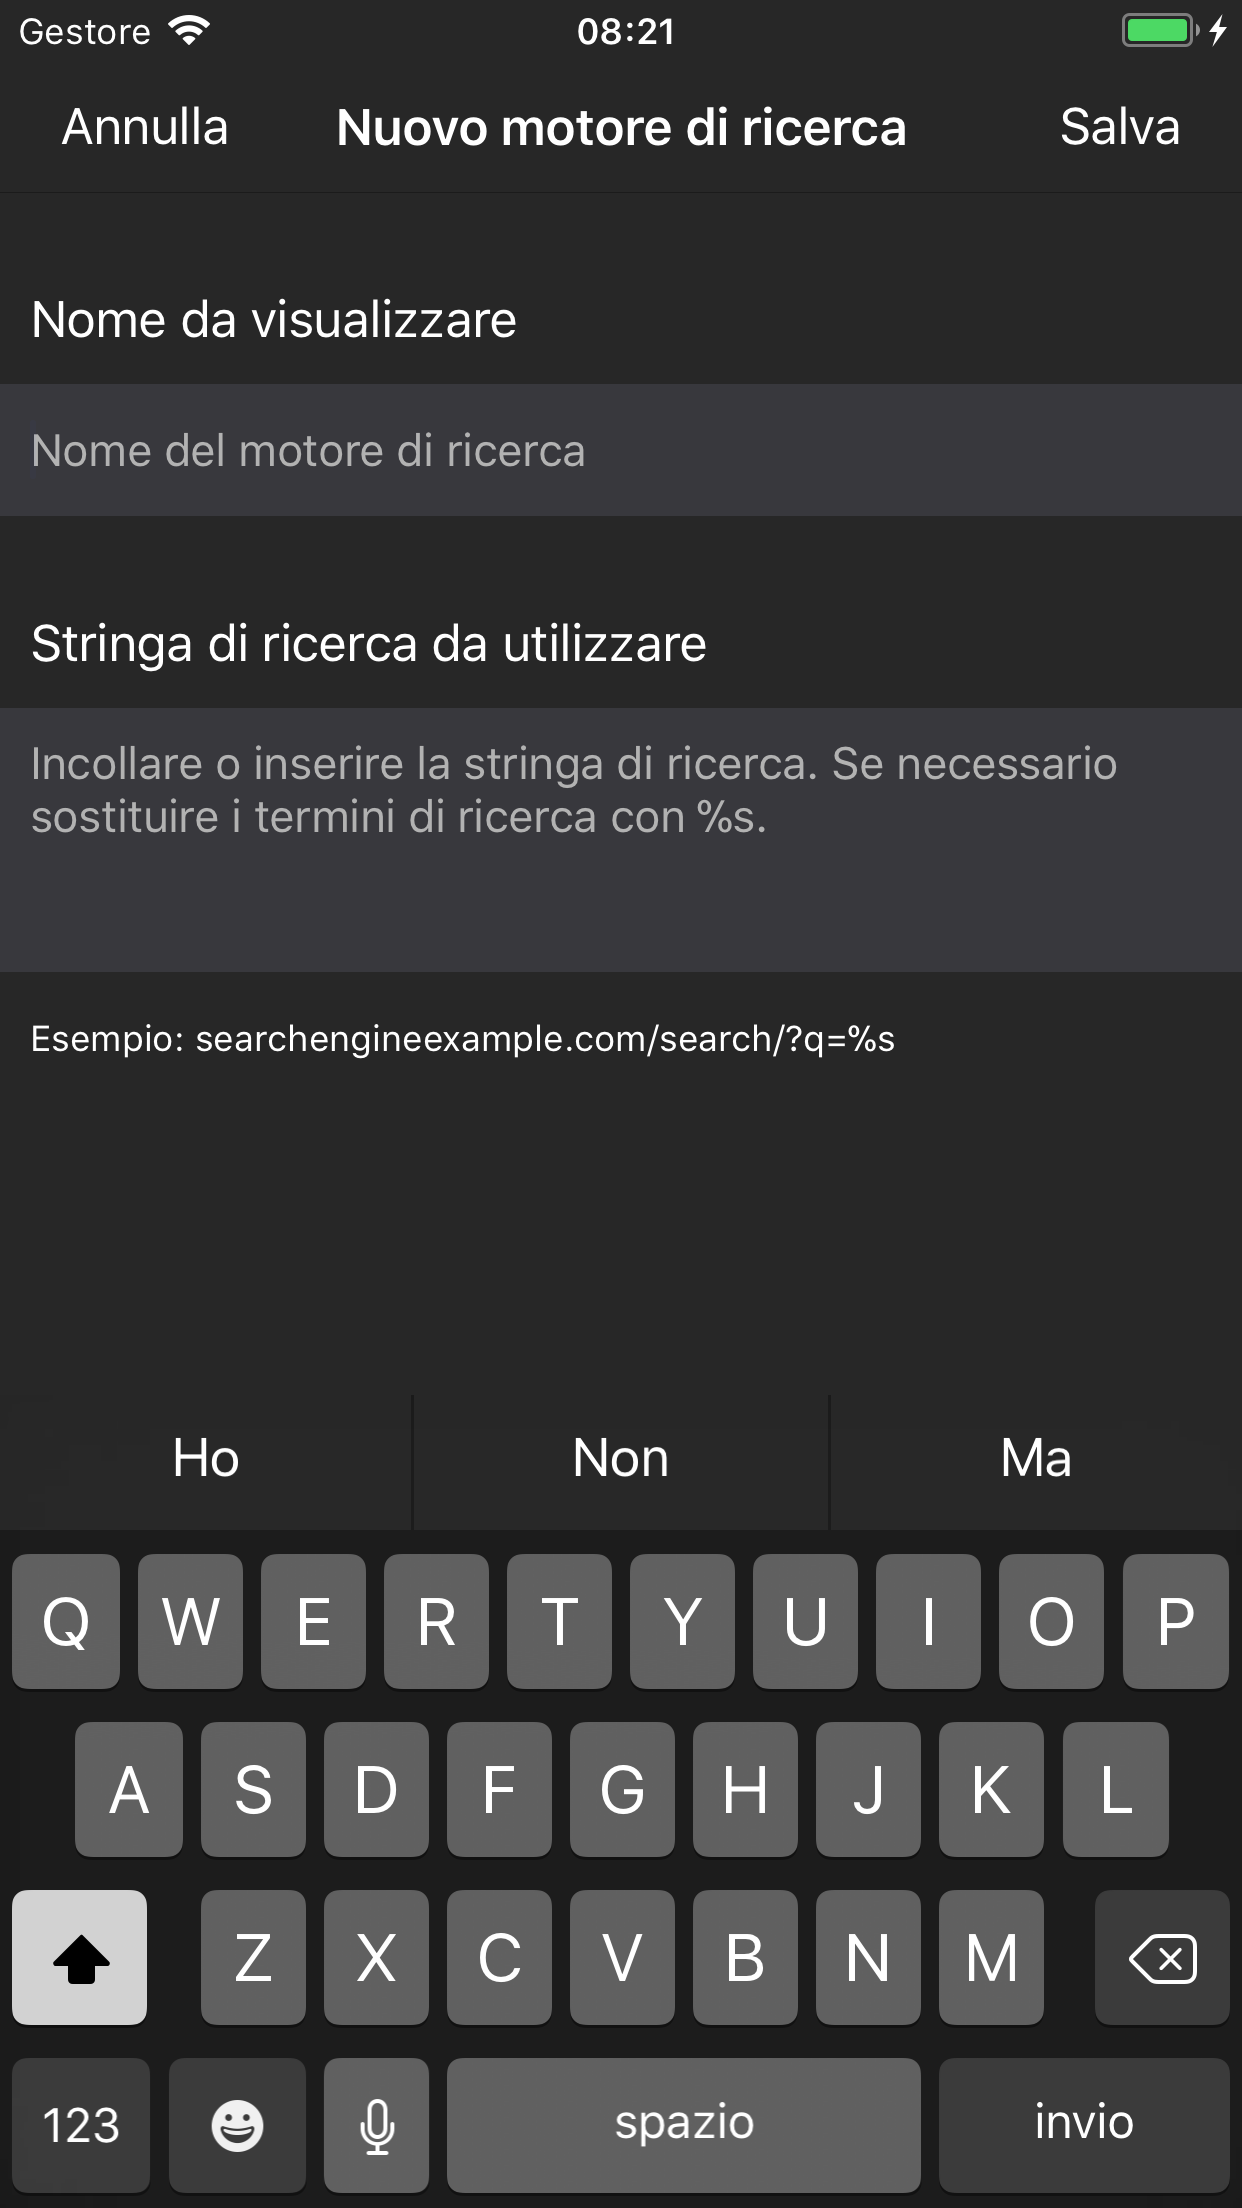 Gestore
08:21
Annulla
Nuovo motore di ricerca
Salva
Nome da visualizzare
Nome del motore di ricerca
Stringa di ricerca da utilizzare
Incollare o inserire la stringa di ricerca. Se necessario
sostituire i termini di ricerca con %s.
Esempio: searchengineexample.com/search/?q=%s
Ho
Non
Ma
Q W E R T Y U I O P
A S D F G H J K L
Z X C V B N M
123
spazio
invio